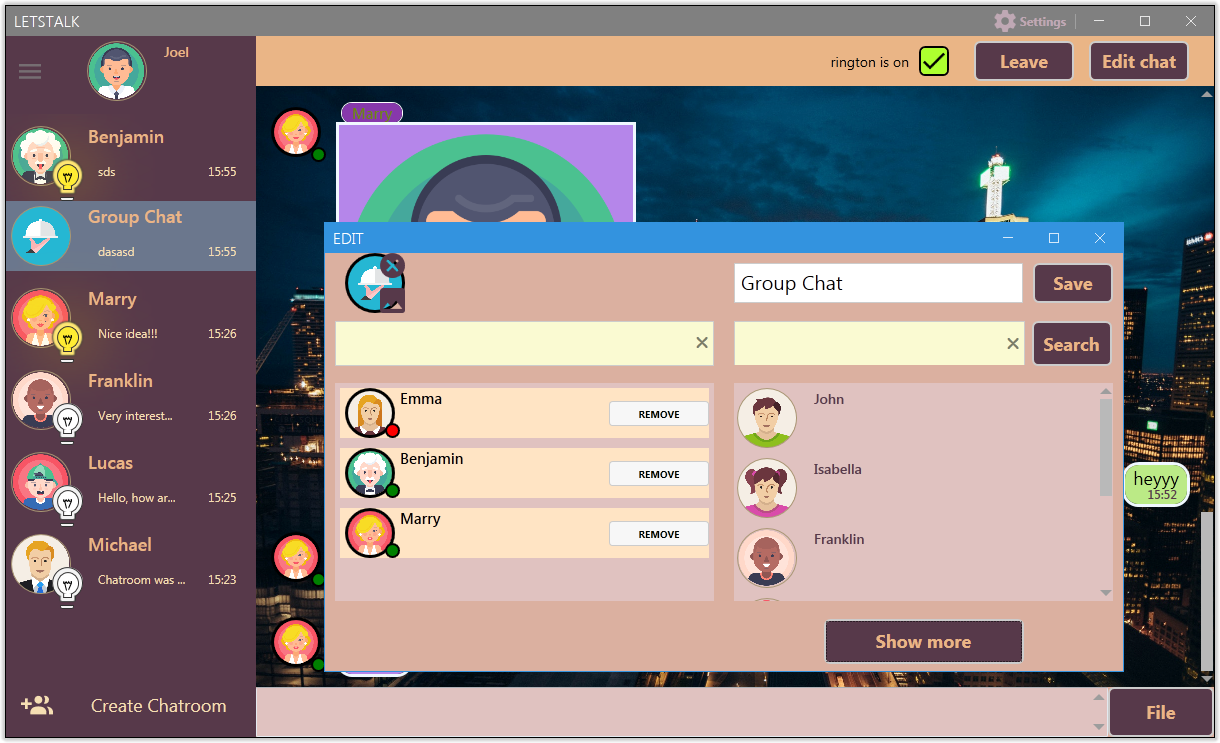 LETSTALK
Settings
Joel
rington is on
Leave
Edit chat
Benjamin
sds 15:55
Group Chat
dasasd 15:55
Marry
Nice idea!!! 15:26
Franklin
Very interest... 15:26
Lucas
Hello, how ar... 15:25
Michael
Chatroom was ... 15:23
Create Chatroom
Marry
BMO
EDIT
Group Chat
Save
Search
Emma
REMOVE
Benjamin
REMOVE
Marry
REMOVE
John
Isabella
Franklin
Show more
heyyy
15:52
File